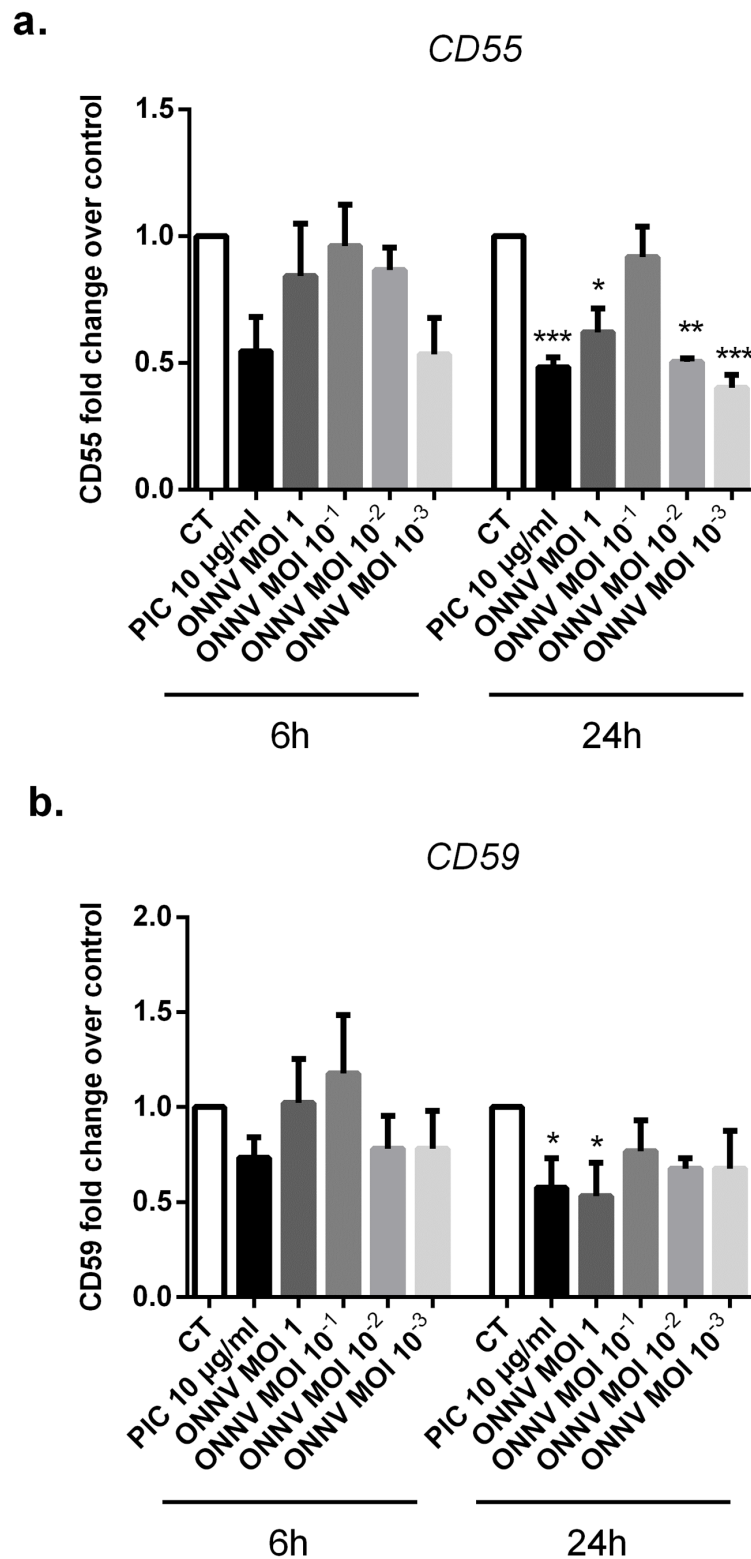 a.
CD55
CD55 fold change over control
1.5
1.0
0.5
0.0
CT
PIC 10 µg/ml
ONNV MOI 1
ONNV MOI 10⁻¹
ONNV MOI 10⁻²
ONNV MOI 10⁻³
CT
PIC 10 µg/ml
ONNV MOI 1
ONNV MOI 10⁻¹
ONNV MOI 10⁻²
ONNV MOI 10⁻³
***
*
**
***
6h
24h
b.
CD59
CD59 fold change over control
2.0
1.5
1.0
0.5
0.0
CT
PIC 10 µg/ml
ONNV MOI 1
ONNV MOI 10⁻¹
ONNV MOI 10⁻²
ONNV MOI 10⁻³
CT
PIC 10 µg/ml
ONNV MOI 1
ONNV MOI 10⁻¹
ONNV MOI 10⁻²
ONNV MOI 10⁻³
*
*
6h
24h